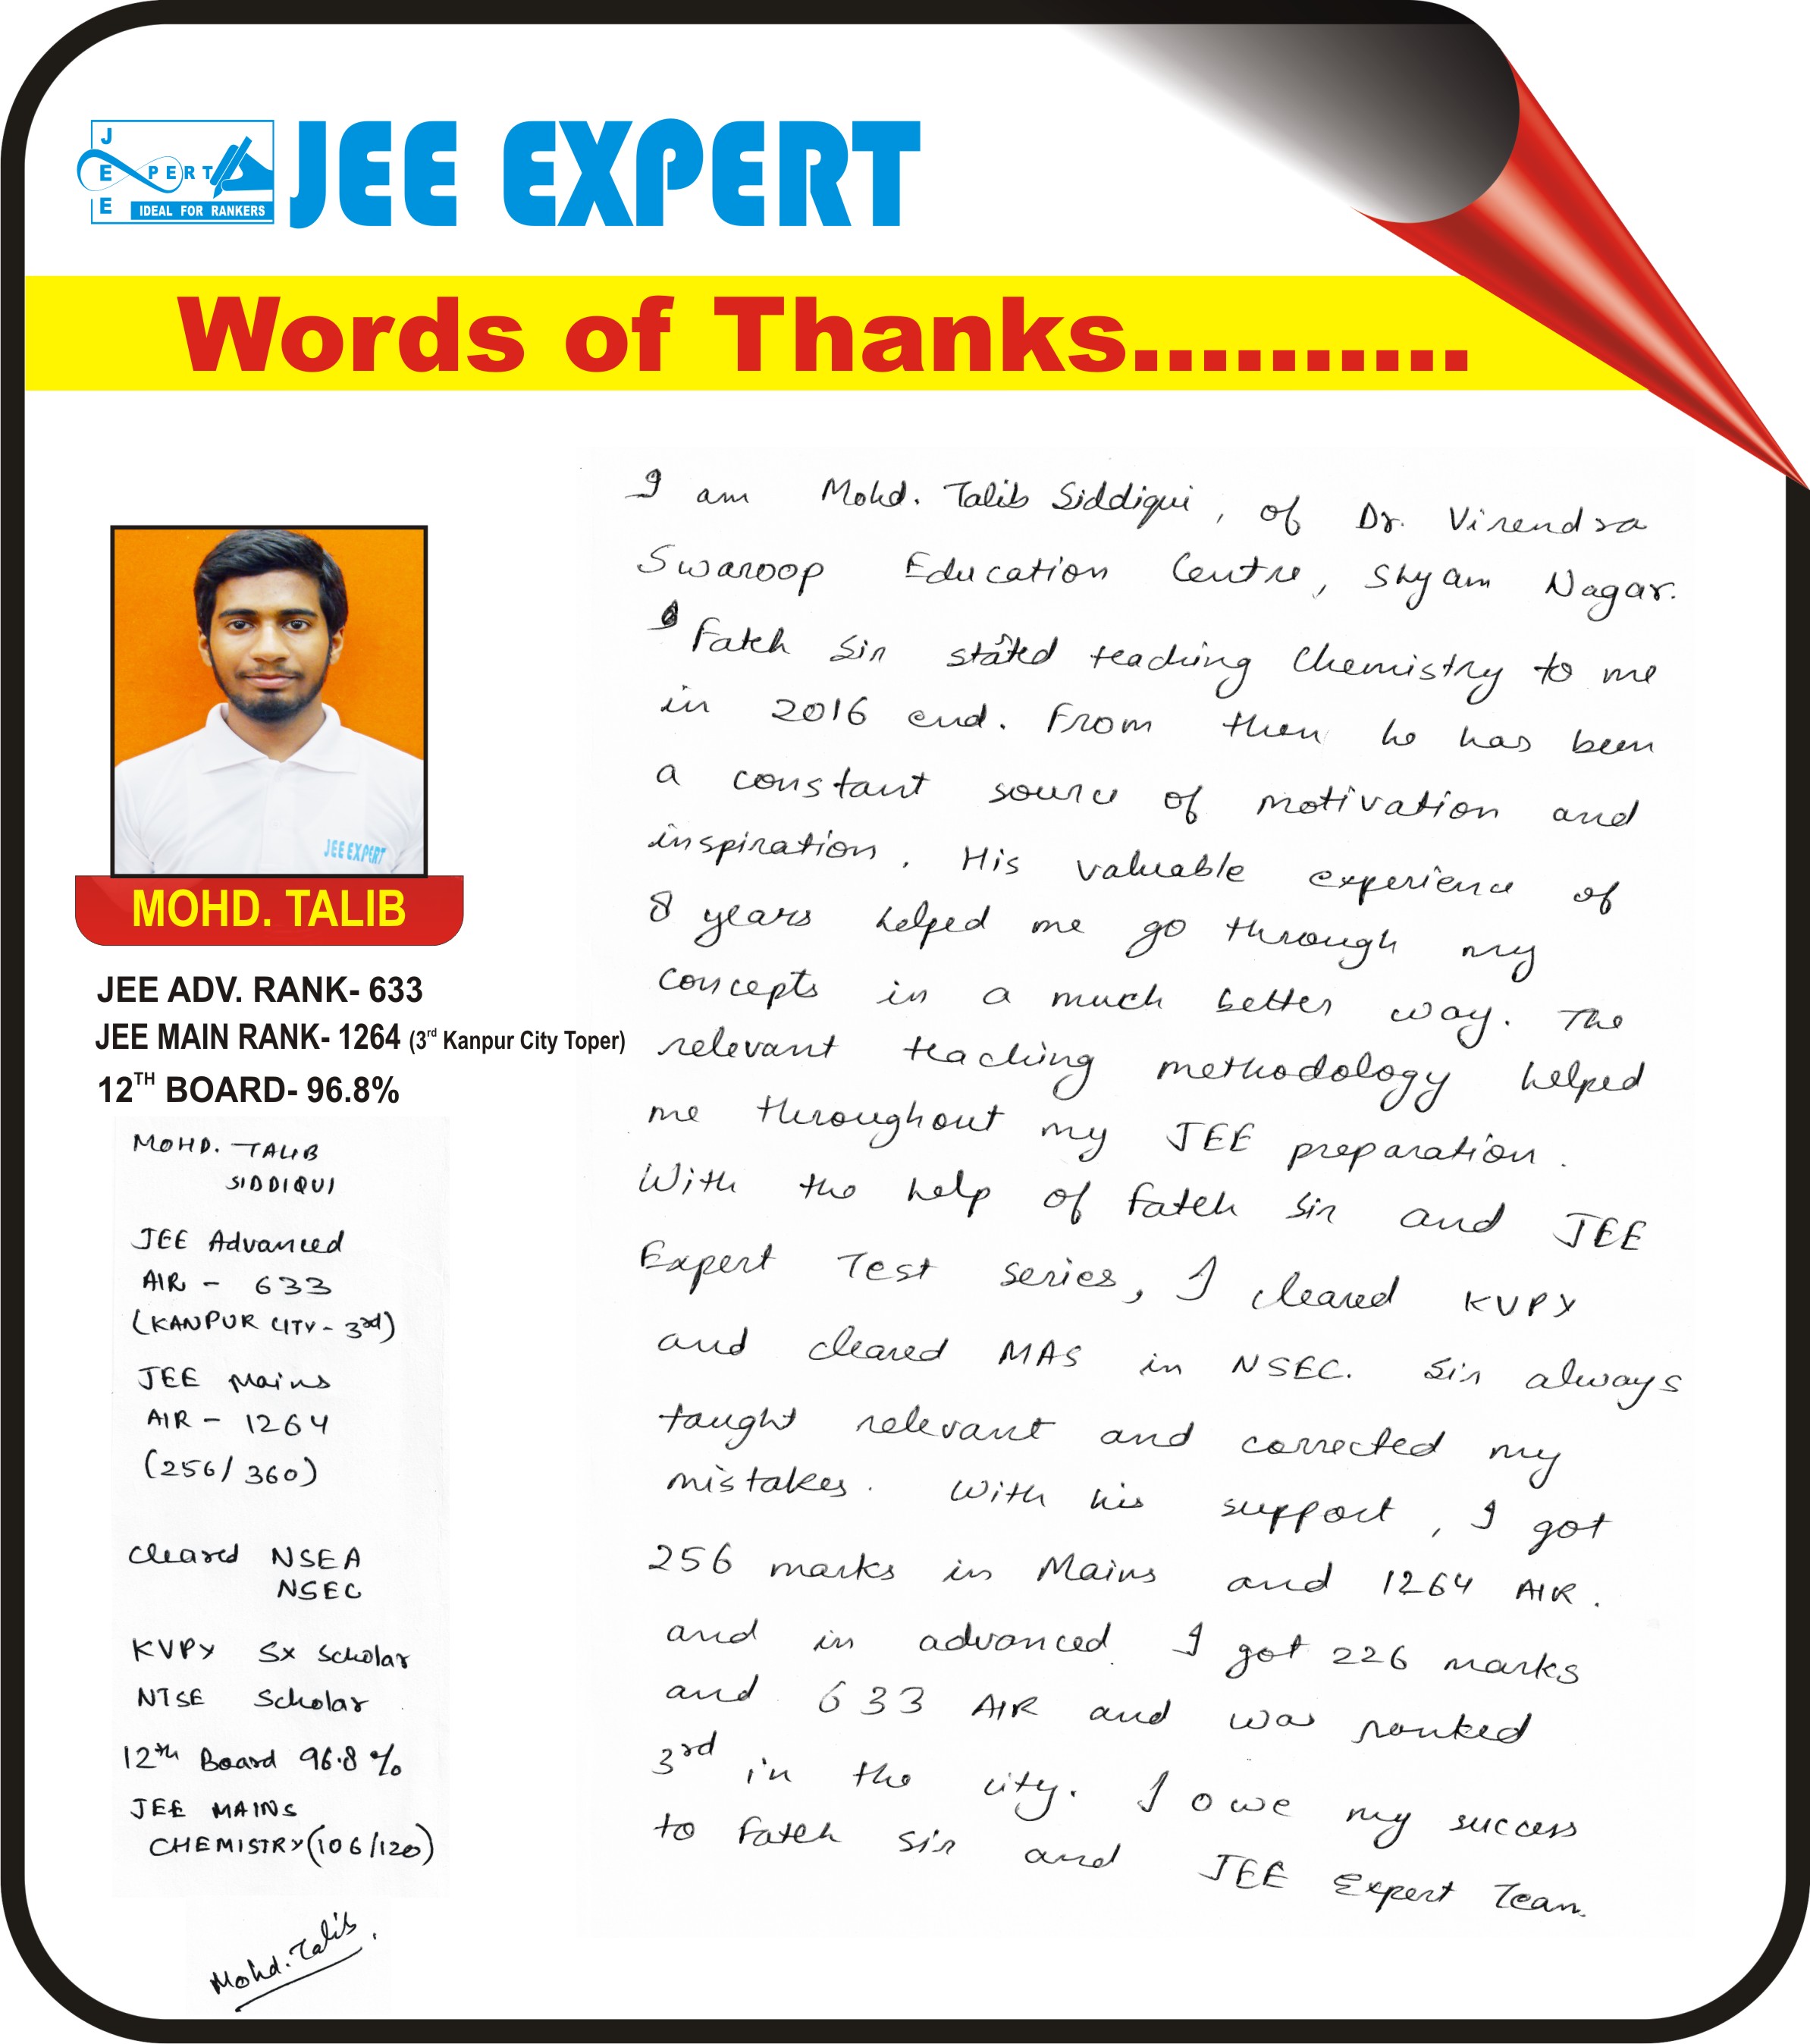 J
E PERT
E IDEAL FOR RANKERS
JEE EXPERT
Words of Thanks..........
JEE EXPERT
MOHD. TALIB
JEE ADV. RANK- 633
JEE MAIN RANK- 1264 (3rd Kanpur City Toper)
12TH BOARD- 96.8%
MOHD. TALIB
SIDDIQUI
JEE Advanced
AIR - 633
(KANPUR CITY - 3rd)
JEE Mains
AIR - 1264
(256/360)
Cleared NSEA
NSEC
KVPY SX Scholar
NTSE Scholar
12th Board 96.8 %
JEE MAINS
CHEMISTRY (106/120)
Mohd. Talib
I am Mohd. Talib Siddiqui, of Dr. Virendra
Swaroop Education Centre, Shyam Nagar.
Fateh Sir stated teaching Chemistry to me
in 2016 end. From then he has been
a constant source of motivation and
inspiration. His valuable experience of
8 years helped me go through my
concepts in a much better way. The
relevant teaching methodology helped
me throughout my JEE preparation.
With the help of Fateh Sir and JEE
Expert Test series, I cleared KVPY
and cleared MAS in NSEC. Sir always
taught relevant and corrected my
mistakes. With his support, I got
256 marks in Mains and 1264 AIR.
and in advanced I got 226 marks
and 633 AIR and was ranked
3rd in the city. I owe my success
to Fateh Sir and JEE Expert Team.